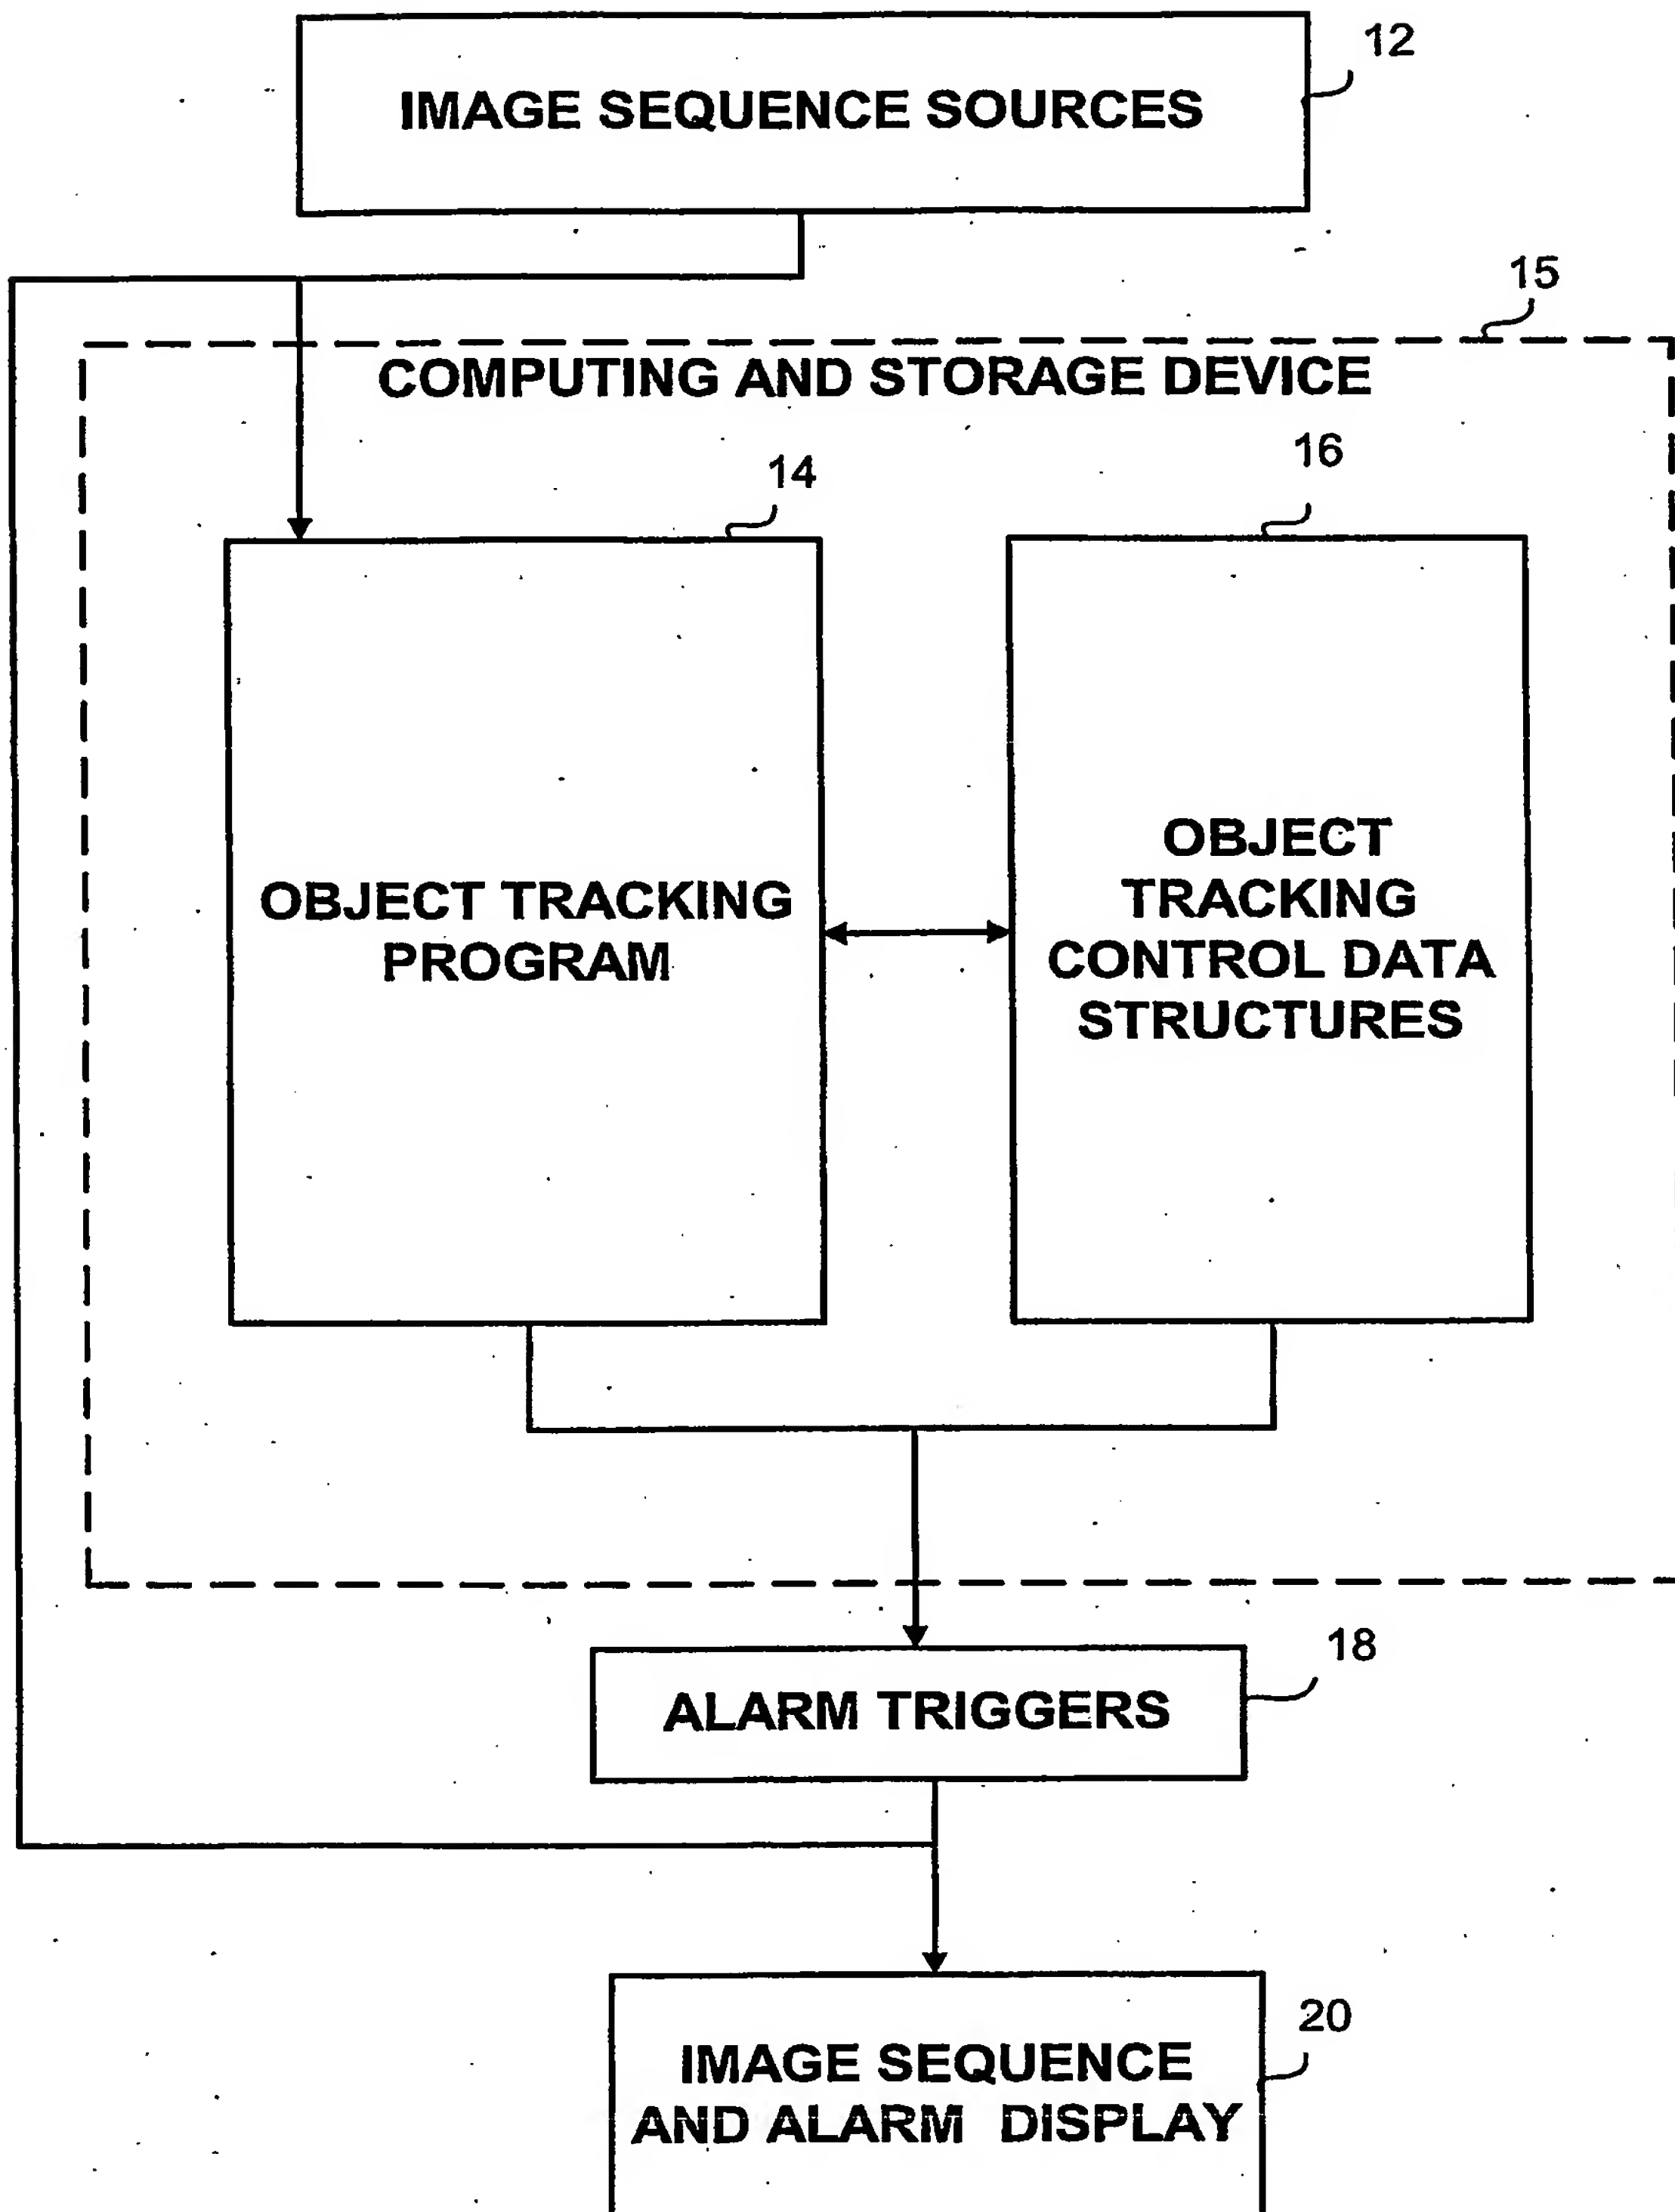 12
IMAGE SEQUENCE SOURCES
15
COMPUTING AND STORAGE DEVICE
14
16
OBJECT TRACKING
PROGRAM
OBJECT
TRACKING
CONTROL DATA
STRUCTURES
18
ALARM TRIGGERS
20
IMAGE SEQUENCE
AND ALARM DISPLAY